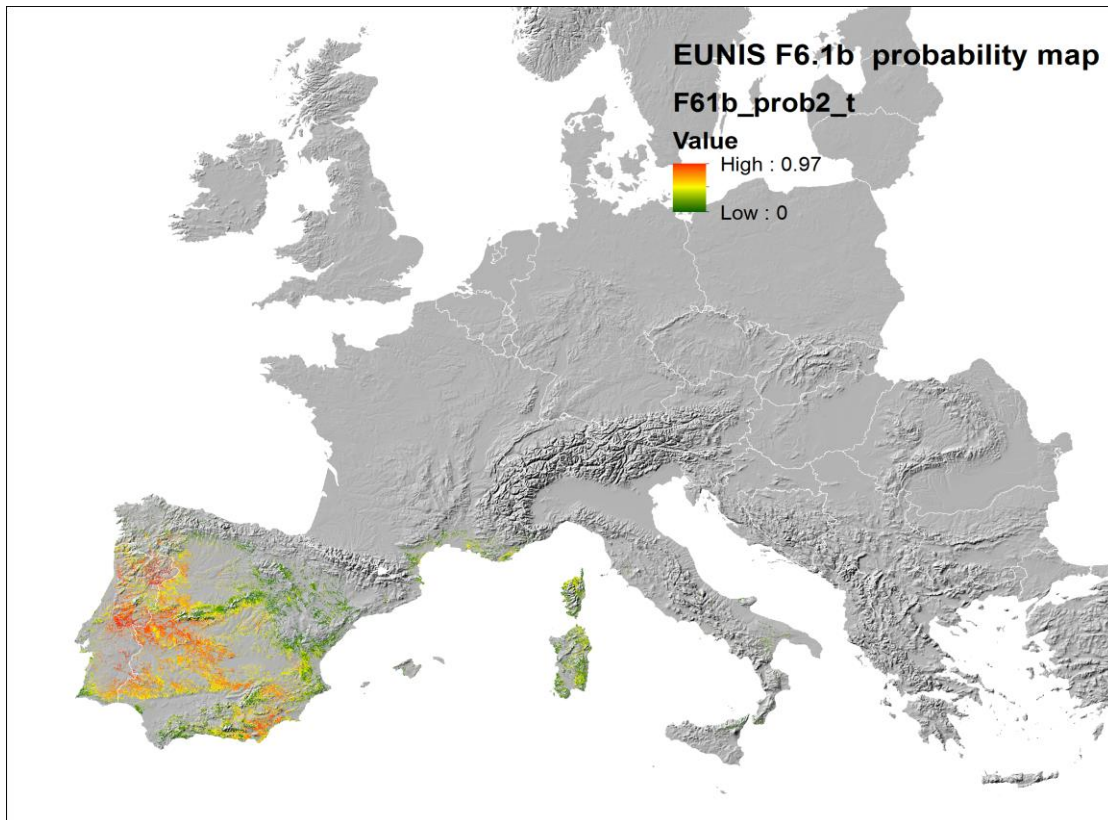 EUNIS F6.1b  probability map
F61b_prob2_t
Value
High : 0.97
Low : 0